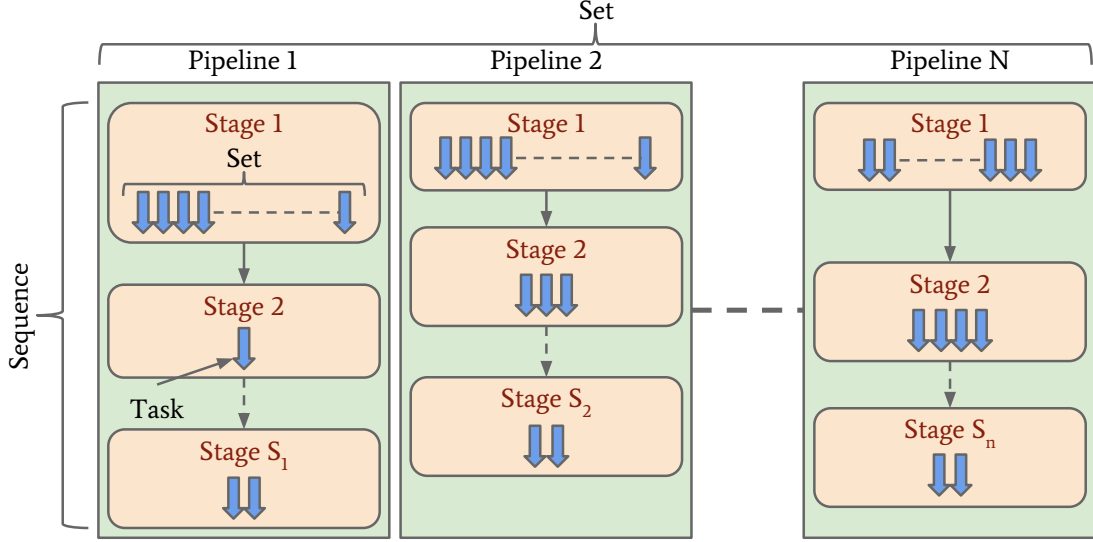 Set
Pipeline 1
Pipeline 2
Pipeline N
Sequence
Stage 1
Set
Stage 2
Task
Stage S₁
Stage 1
Stage 2
Stage S₂
Stage 1
Stage 2
Stage Sₙ